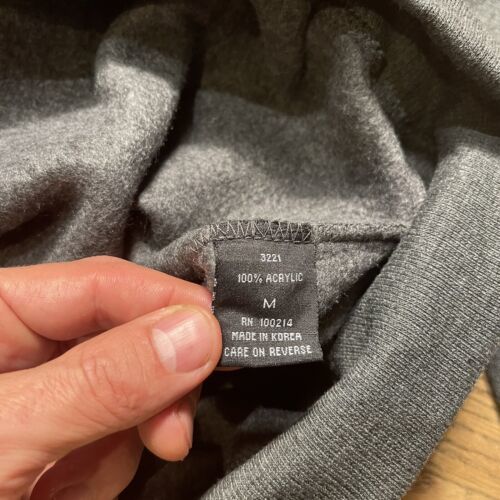 3221
100% ACRYLIC
M
RN 100214
MADE IN KOREA
CARE ON REVERSE